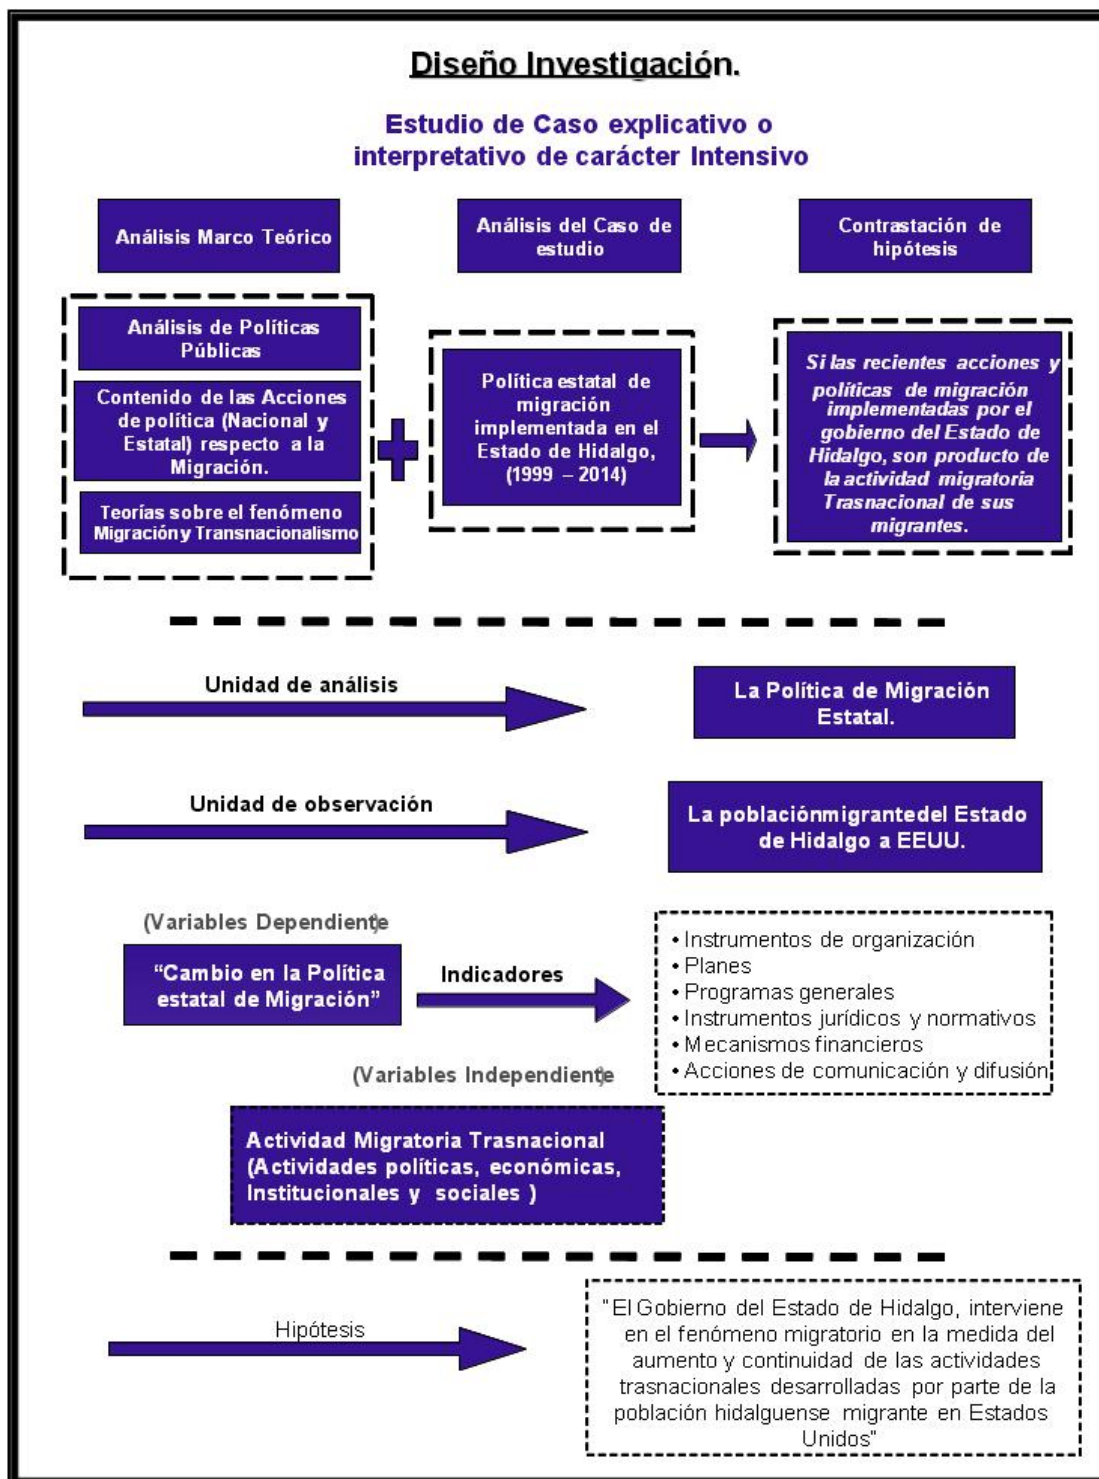 Diseño Investigación.
Estudio de Caso explicativo o
interpretativo de carácter Intensivo
Análisis Marco Teórico
Análisis del Caso de
estudio
Contrastación de
hipótesis
Análisis de Políticas
Públicas
Contenido de las Acciones
de política (Nacional y
Estatal) respecto a la
Migración.
Teorías sobre el fenómeno
Migración y Transnacionalismo
Política estatal de
migración
implementada en el
Estado de Hidalgo,
(1999 – 2014)
Si las recientes acciones y
políticas de migración
implementadas por el
gobierno del Estado de
Hidalgo, son producto de
la actividad migratoria
Trasnacional de sus
migrantes.
Unidad de análisis
La Política de Migración
Estatal.
Unidad de observación
La poblaciónmigrantedel Estado
de Hidalgo a EEUU.
(Variables Dependiente)
“Cambio en la Política
estatal de Migración”
Indicadores
• Instrumentos de organización
• Planes
• Programas generales
• Instrumentos jurídicos y normativos
• Mecanismos financieros
• Acciones de comunicación y difusión
(Variables Independiente)
Actividad Migratoria Trasnacional
(Actividades políticas, económicas,
Institucionales y sociales )
Hipótesis
"El Gobierno del Estado de Hidalgo, interviene
en el fenómeno migratorio en la medida del
aumento y continuidad de las actividades
trasnacionales desarrolladas por parte de la
población hidalguense migrante en Estados
Unidos"